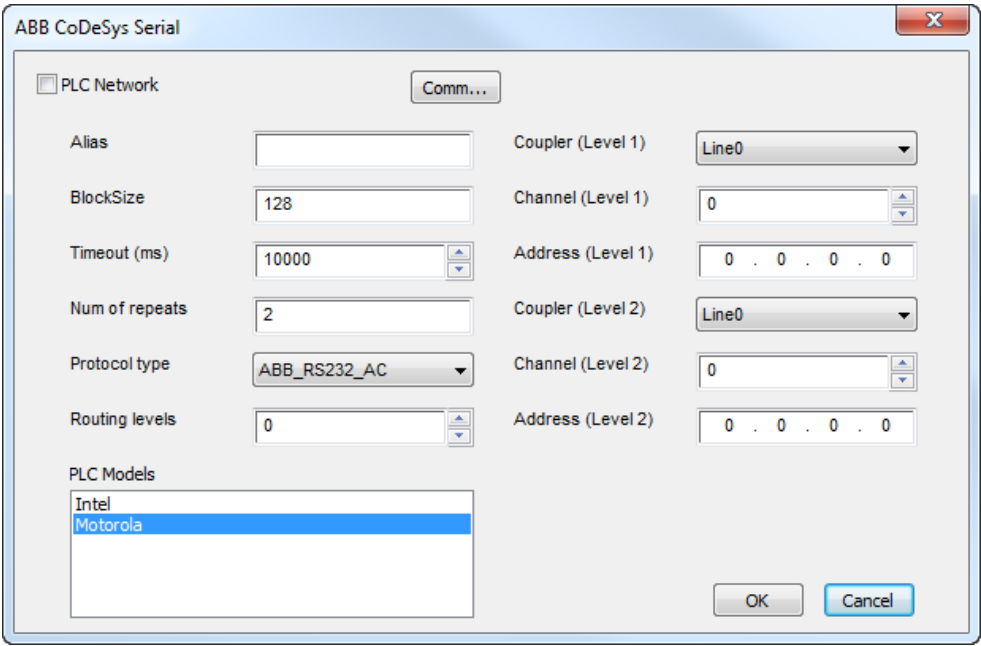 ABB CoDeSys Serial
PLC Network
Comm...
Alias
Coupler (Level 1)
Line0
BlockSize
128
Channel (Level 1)
0
Timeout (ms)
10000
Address (Level 1)
0 . 0 . 0 . 0
Num of repeats
2
Coupler (Level 2)
Line0
Protocol type
ABB_RS232_AC
Channel (Level 2)
0
Routing levels
0
Address (Level 2)
0 . 0 . 0 . 0
PLC Models
Intel
Motorola
OK
Cancel